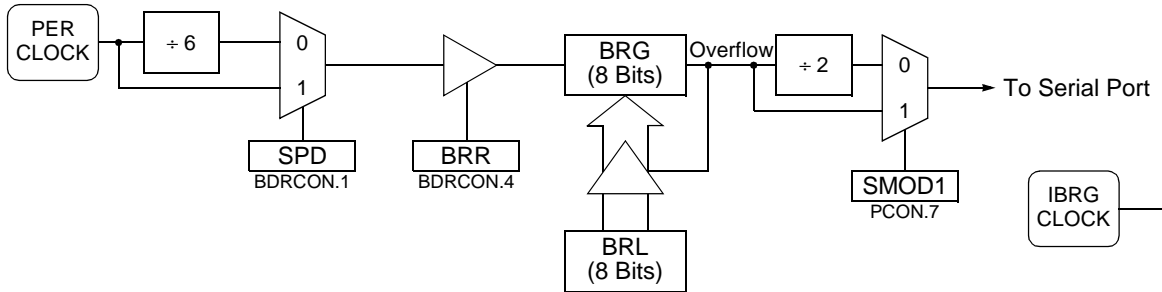 PER
CLOCK
÷ 6
0
1
SPD
BDRCON.1
BRR
BDRCON.4
BRG
(8 Bits)
Overflow
BRL
(8 Bits)
÷ 2
0
1
To Serial Port
SMOD1
PCON.7
IBRG
CLOCK